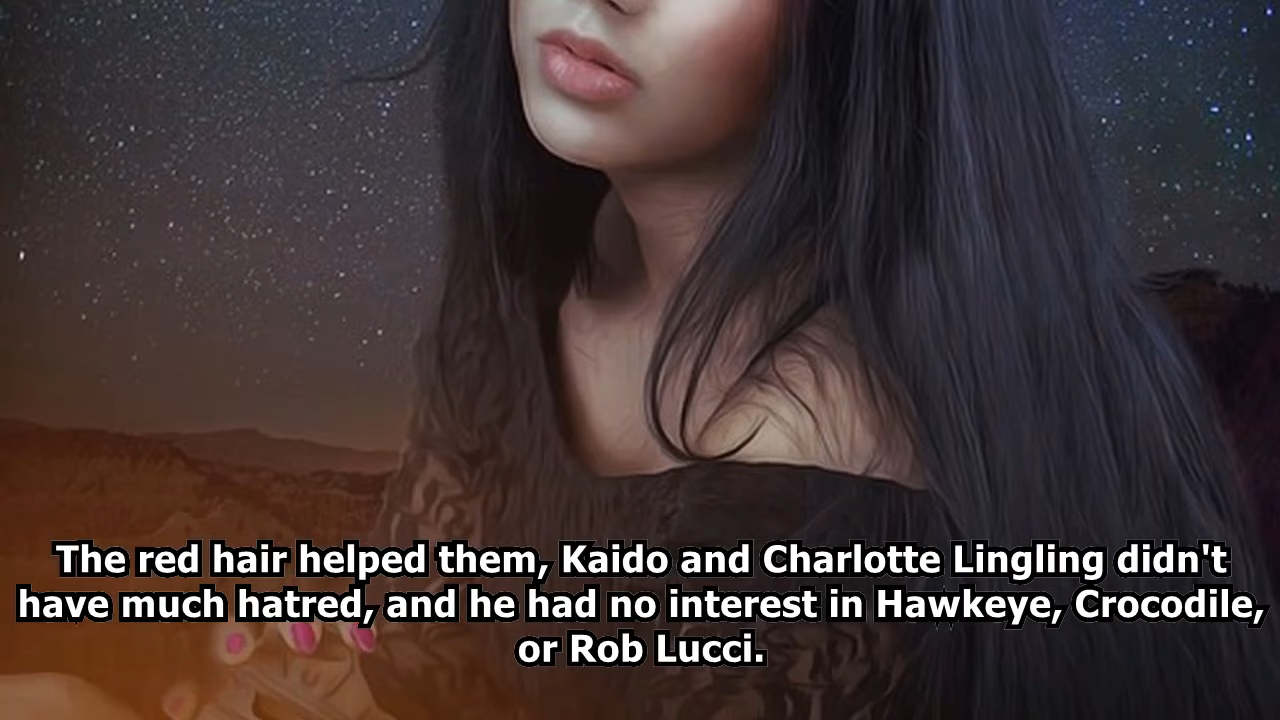 The red hair helped them, Kaido and Charlotte Lingling didn't
have much hatred, and he had no interest in Hawkeye, Crocodile,
or Rob Lucci.